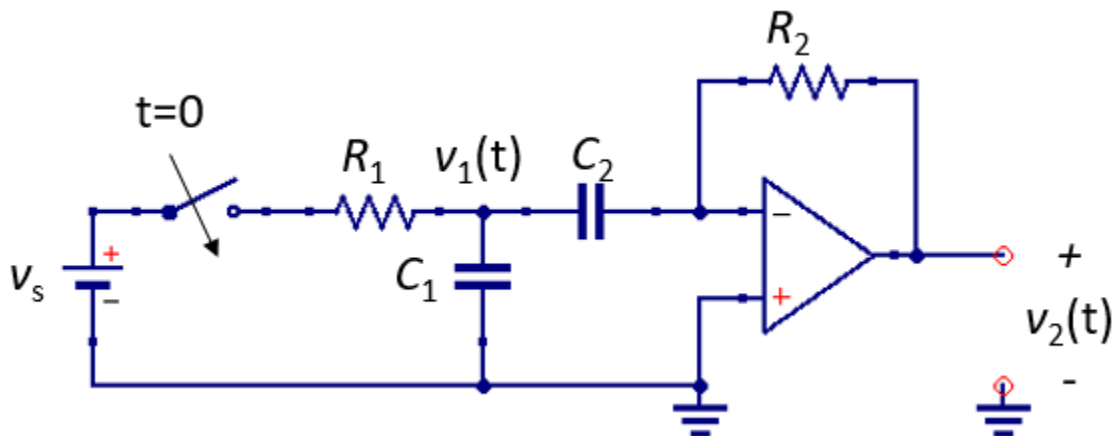 R2
t=0
R1
v1(t)
C2
+
−
vs
−
C1
+
+
v2(t)
-